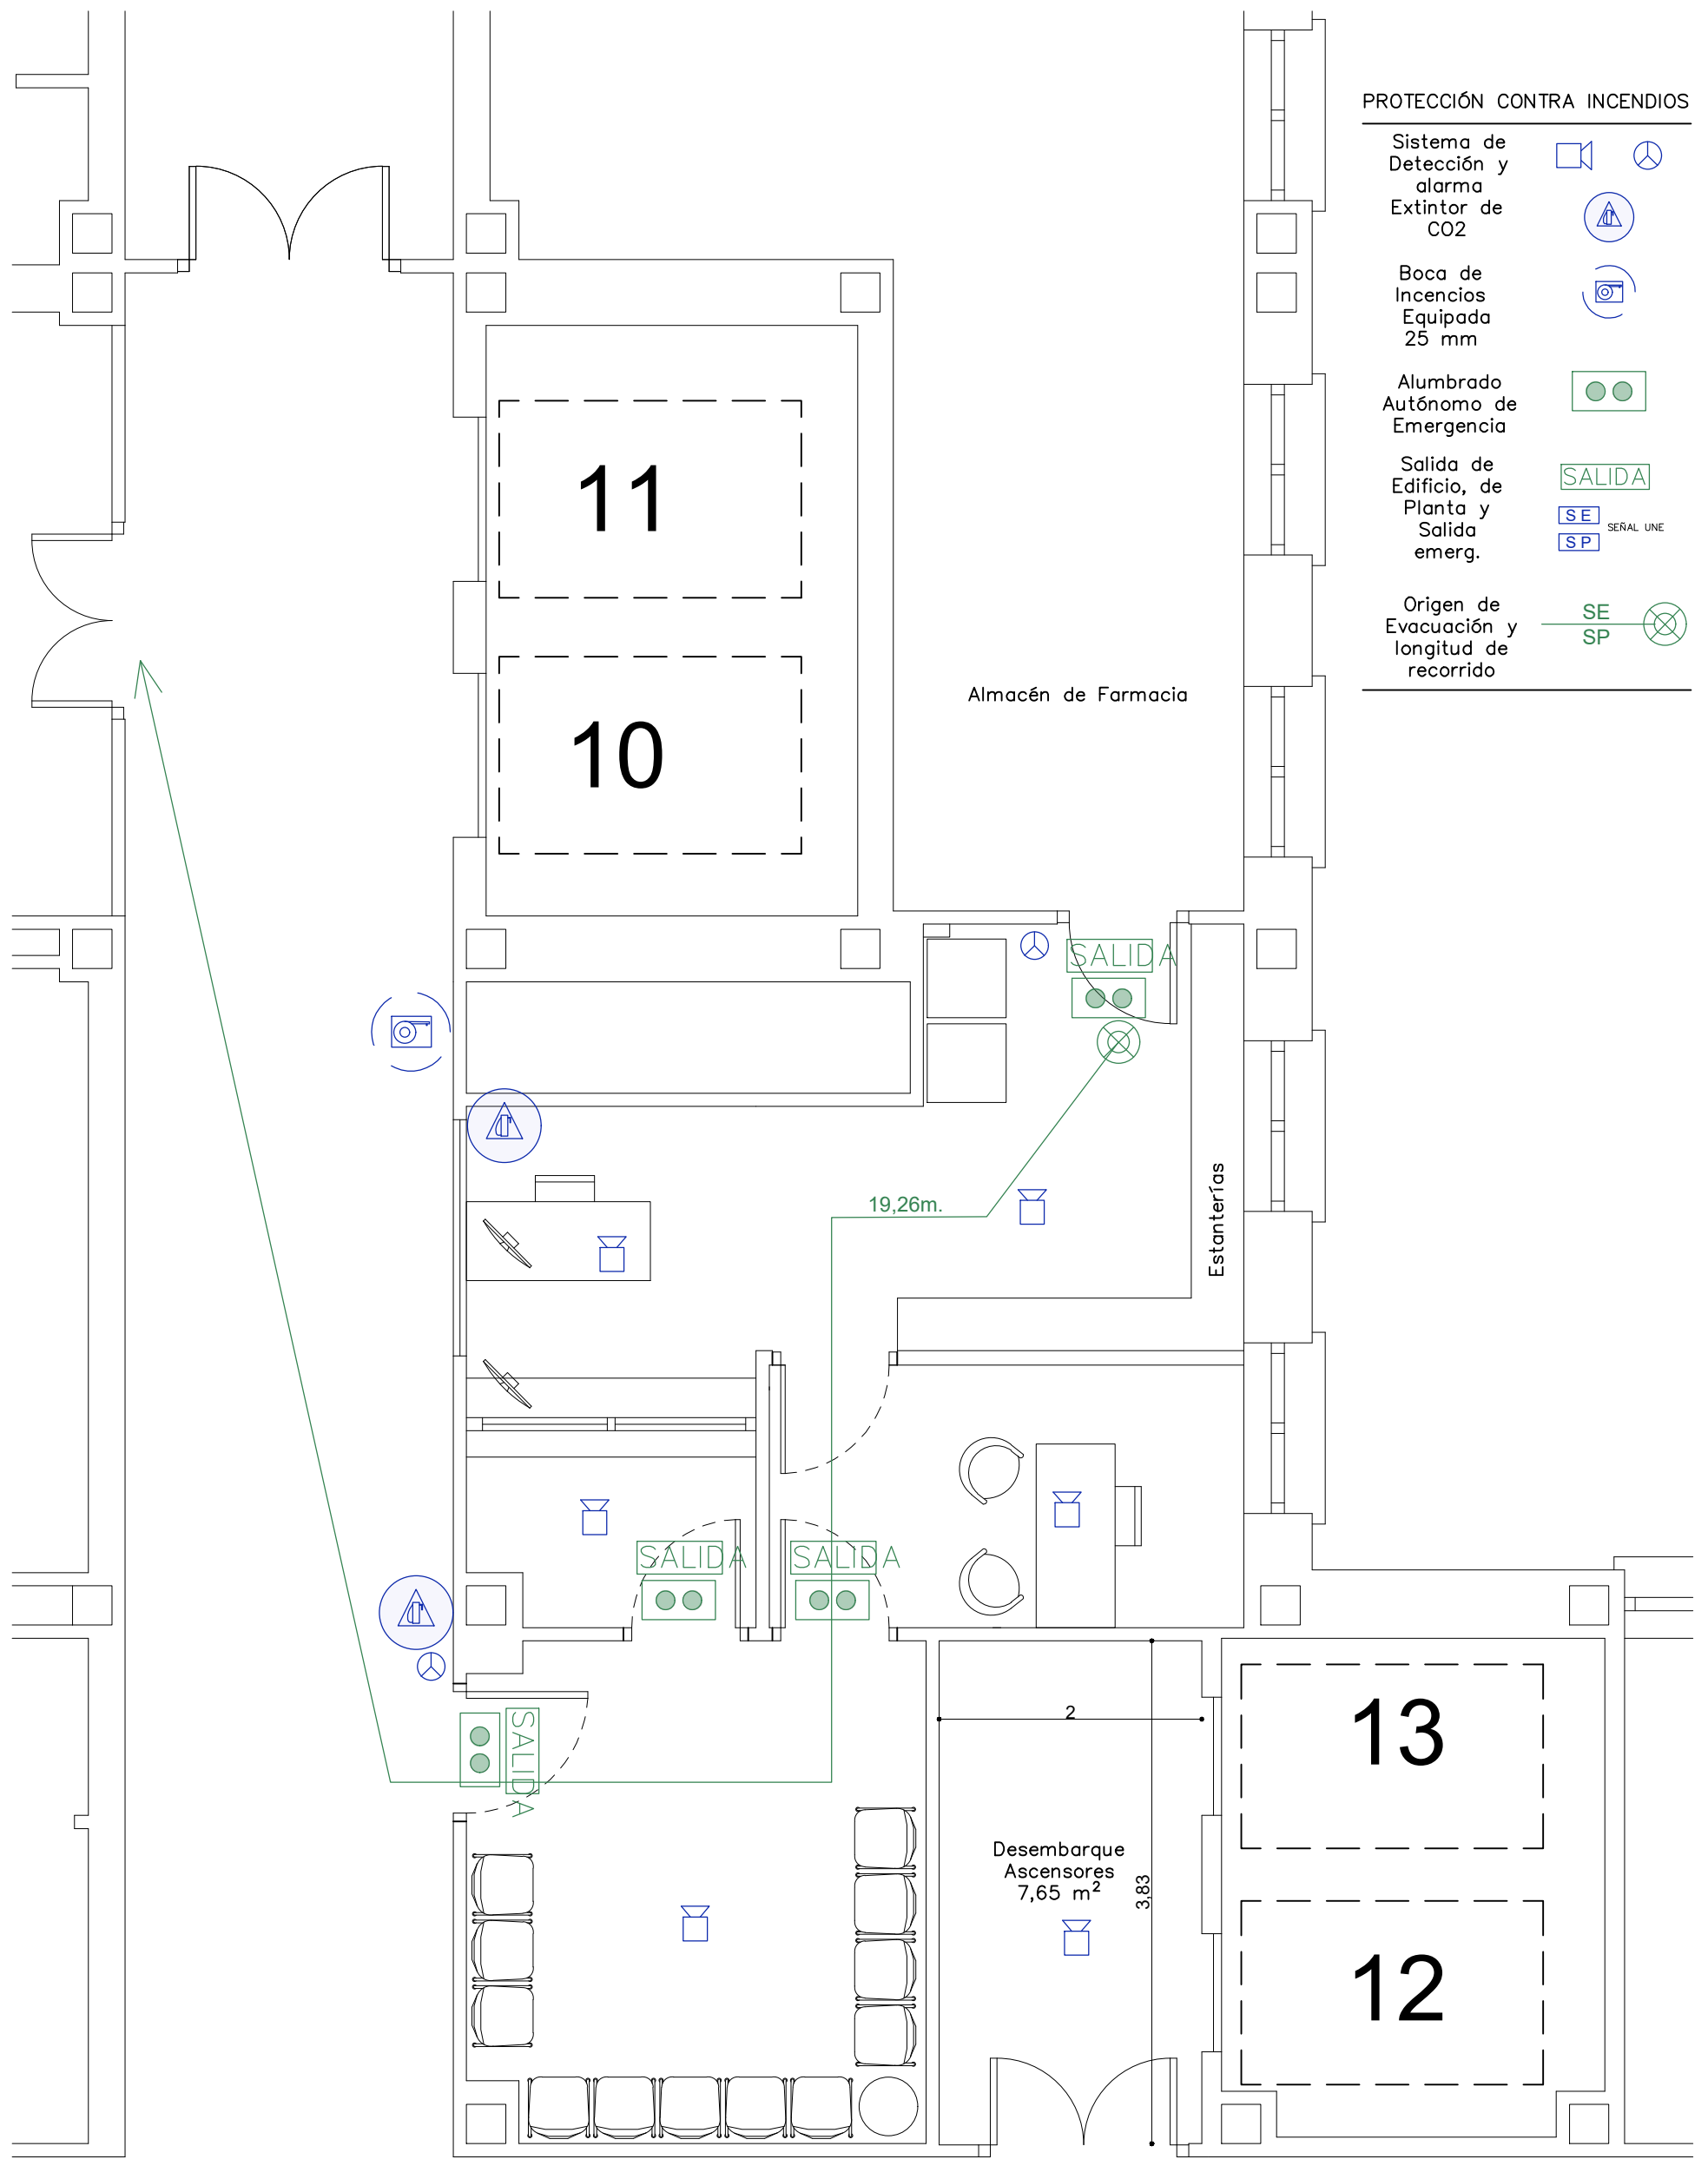 PROTECCIÓN CONTRA INCENDIOS
Sistema de
Detección y
alarma
Extintor de
CO2
Boca de
Incencios
Equipada
25 mm
Alumbrado
Autónomo de
Emergencia
Salida de
Edificio, de
Planta y
Salida
emerg.
SALIDA
SE
SP
SEÑAL UNE
Origen de
Evacuación y
longitud de
recorrido
SE
SP
11
10
Almacén de Farmacia
SALIDA
19,26m.
Estanterías
SALIDA
SALIDA
SALIDA
2
3,83
Desembarque
Ascensores
7,65 m²
13
12